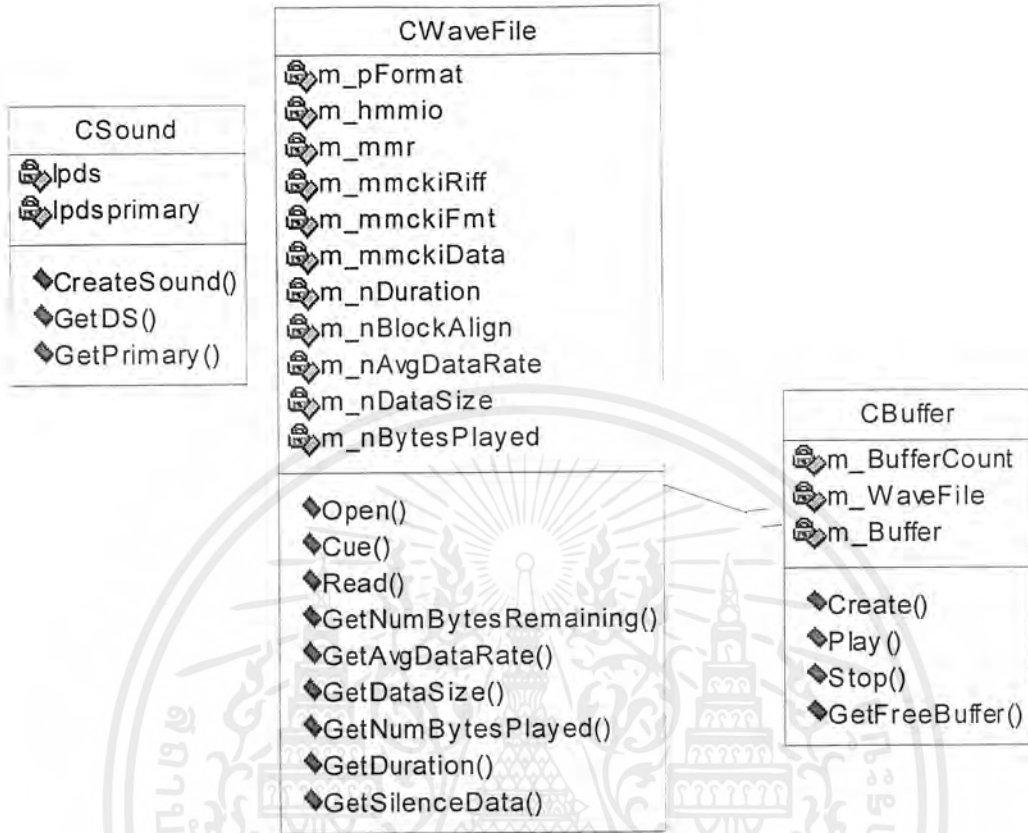 CSound
lpds
lpdsprimary
CreateSound()
GetDS()
GetPrimary()
CWaveFile
m_pFormat
m_hmmio
m_mmr
m_mmckiRiff
m_mmckiFmt
m_mmckiData
m_nDuration
m_nBlockAlign
m_nAvgDataRate
m_nDataSize
m_nBytesPlayed
Open()
Cue()
Read()
GetNumBytesRemaining()
GetAvgDataRate()
GetDataSize()
GetNumBytesPlayed()
GetDuration()
GetSilenceData()
CBuffer
m_BufferCount
m_WaveFile
m_Buffer
Create()
Play()
Stop()
GetFreeBuffer()